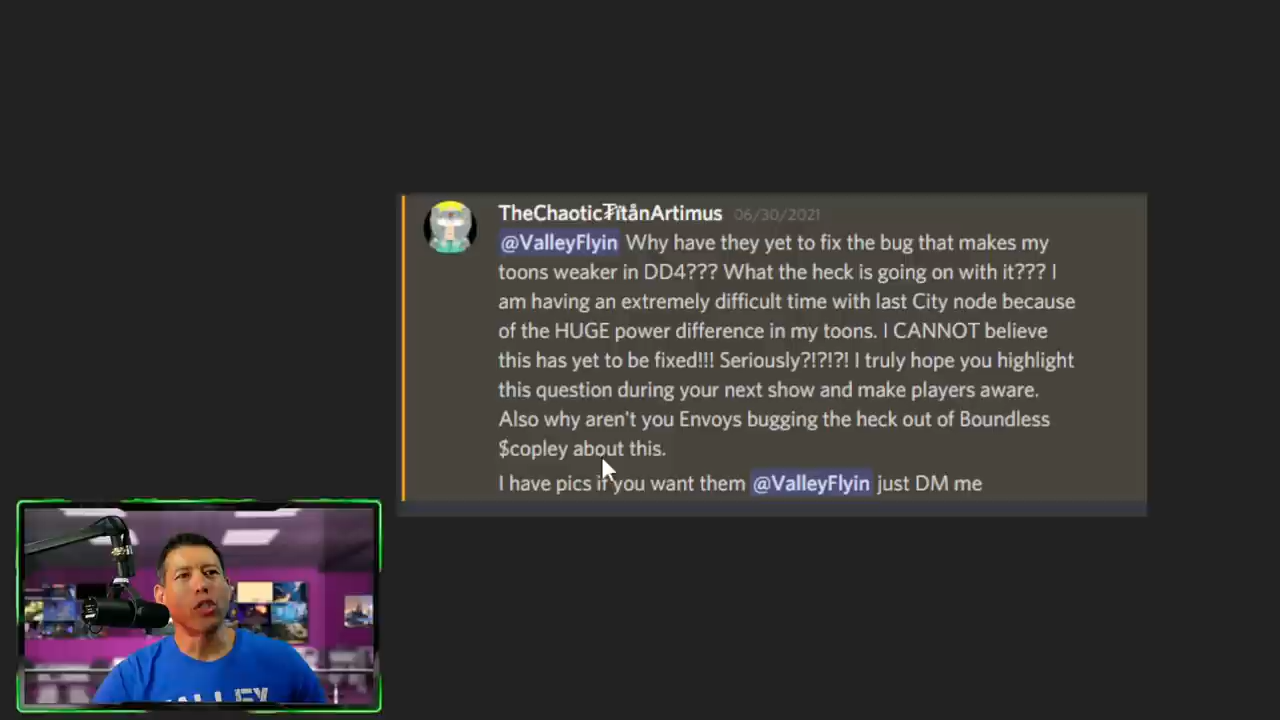 TheChaoticŦitånArtimus 06/30/2021
@ValleyFlyin Why have they yet to fix the bug that makes my
toons weaker in DD4??? What the heck is going on with it??? I
am having an extremely difficult time with last City node because
of the HUGE power difference in my toons. I CANNOT believe
this has yet to be fixed!!! Seriously?!?!?! I truly hope you highlight
this question during your next show and make players aware.
Also why aren't you Envoys bugging the heck out of Boundless
$copley about this.
I have pics if you want them @ValleyFlyin just DM me
VALLEY